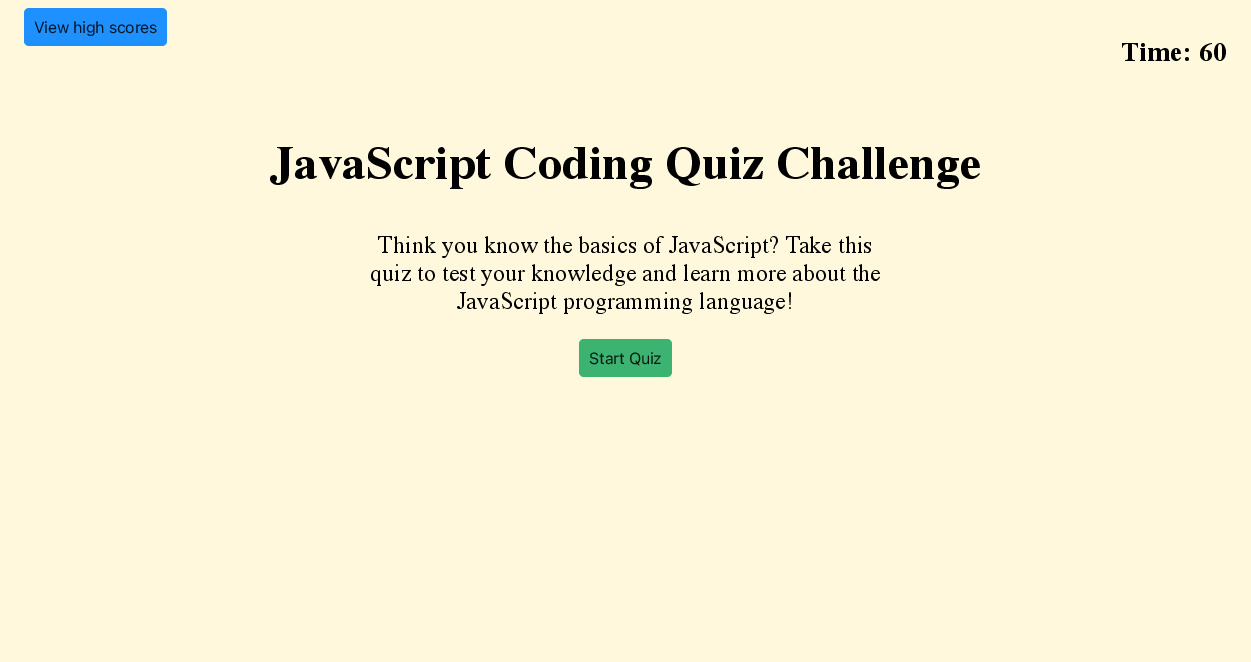 View high scores
Time: 60
JavaScript Coding Quiz Challenge
Think you know the basics of JavaScript? Take this
quiz to test your knowledge and learn more about the
JavaScript programming language!
Start Quiz